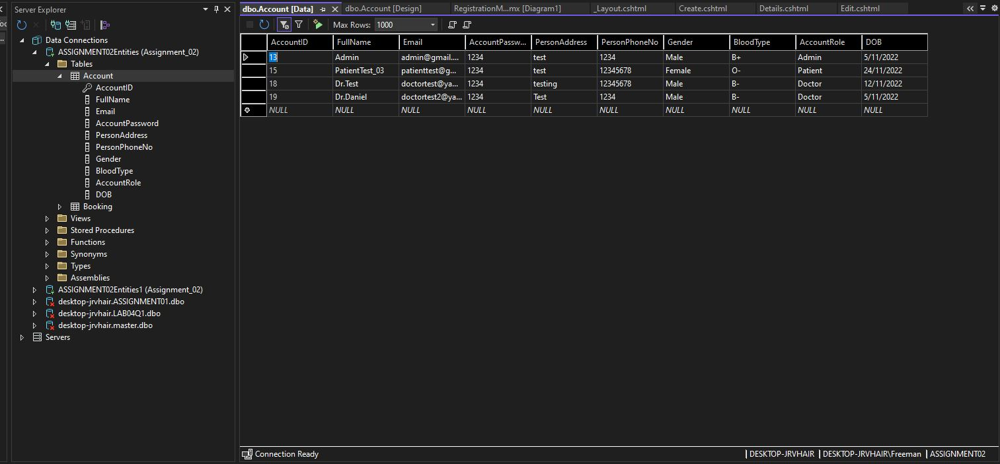 Server Explorer
Data Connections
ASSIGNMENT02Entities (Assignment_02)
Tables
Account
AccountID
FullName
Email
AccountPassword
PersonAddress
PersonPhoneNo
Gender
BloodType
AccountRole
DOB
Booking
Views
Stored Procedures
Functions
Synonyms
Types
Assemblies
ASSIGNMENT02Entities1 (Assignment_02)
desktop-jrvhair.ASSIGNMENT01.dbo
desktop-jrvhair.LAB04Q1.dbo
desktop-jrvhair.master.dbo
Servers
dbo.Account [Data] dbo.Account [Design] RegistrationM...mx [Diagram1] _Layout.cshtml Create.cshtml Details.cshtml Edit.cshtml
Max Rows: 1000
AccountID FullName Email AccountPassw... PersonAddress PersonPhoneNo Gender BloodType AccountRole DOB
13 Admin admin@gmail.... 1234 test 1234 Male B+ Admin 5/11/2022
15 PatientTest_03 patienttest@g... 1234 test 12345678 Female O- Patient 24/11/2022
18 Dr.Test doctortest@ya... 1234 testing 12345678 Male B- Doctor 12/11/2022
19 Dr.Daniel doctortest2@ya... 1234 Test 1234 Male B- Doctor 5/11/2022
NULL NULL NULL NULL NULL NULL NULL NULL NULL NULL
Connection Ready
DESKTOP-JRVHAIR DESKTOP-JRVHAIR\Freeman ASSIGNMENT02